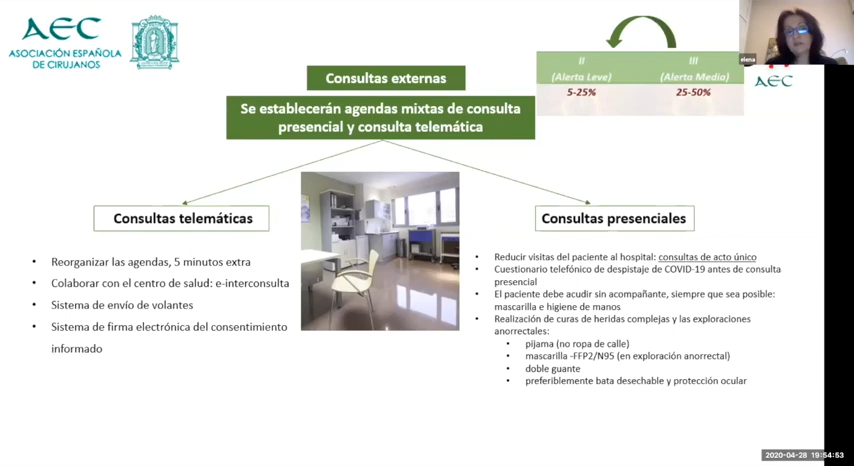 AEC
ASOCIACIÓN ESPAÑOLA
DE CIRUJANOS
elena
II
III
(Alerta Leve)
(Alerta Media)
5-25%
25-50%
AEC
Consultas externas
Se establecerán agendas mixtas de consulta
presencial y consulta telemática
Consultas telemáticas
• Reorganizar las agendas, 5 minutos extra
• Colaborar con el centro de salud: e-interconsulta
• Sistema de envío de volantes
• Sistema de firma electrónica del consentimiento
informado
Consultas presenciales
• Reducir visitas del paciente al hospital: consultas de acto único
• Cuestionario telefónico de despistaje de COVID-19 antes de consulta
presencial
• El paciente debe acudir sin acompañante, siempre que sea posible:
mascarilla e higiene de manos
• Realización de curas de heridas complejas y las exploraciones
anorrectales:
• pijama (no ropa de calle)
• mascarilla -FFP2/N95 (en exploración anorrectal)
• doble guante
• preferiblemente bata desechable y protección ocular
2020-04-28 19:54:53